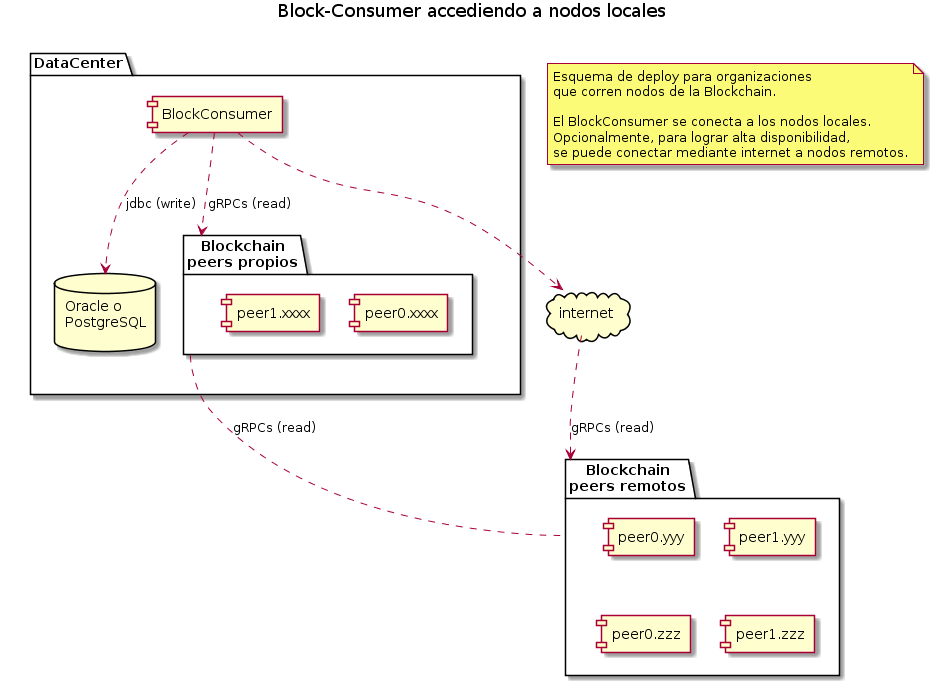 Block-Consumer accediendo a nodos locales
DataCenter
Esquema de deploy para organizaciones
que corren nodos de la Blockchain.
El BlockConsumer se conecta a los nodos locales.
Opcionalmente, para lograr alta disponibilidad,
se puede conectar mediante internet a nodos remotos.
BlockConsumer
jdbc (write)
gRPCs (read)
Blockchain
peers propios
Oracle o
PostgreSQL
peer1.xxxx
peer0.xxxx
internet
gRPCs (read)
gRPCs (read)
Blockchain
peers remotos
peer0.yyy
peer1.yyy
peer0.zzz
peer1.zzz